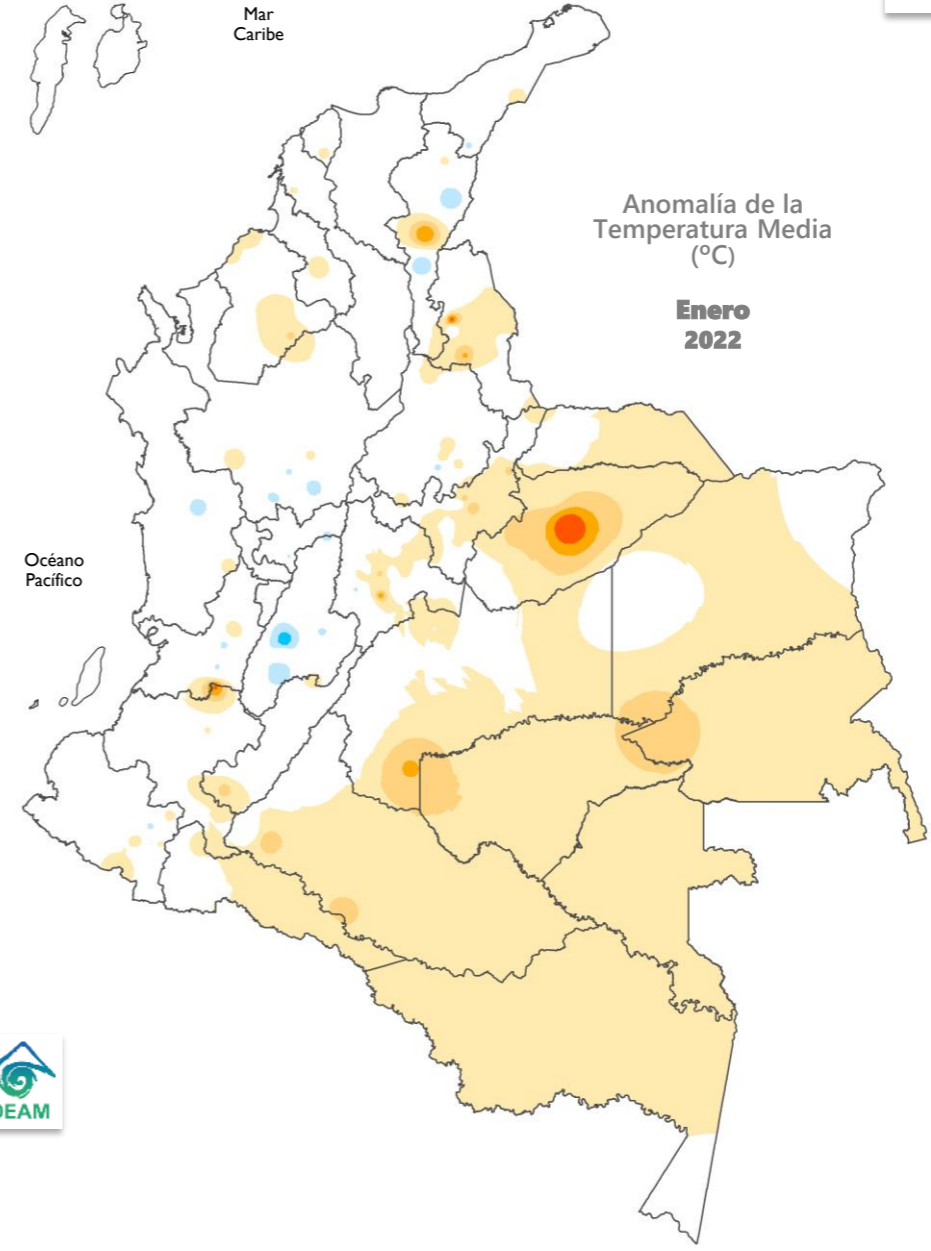 Mar
Caribe
Anomalía de la
Temperatura Media
(ºC)
Enero
2022
Océano
Pacífico
DEAM